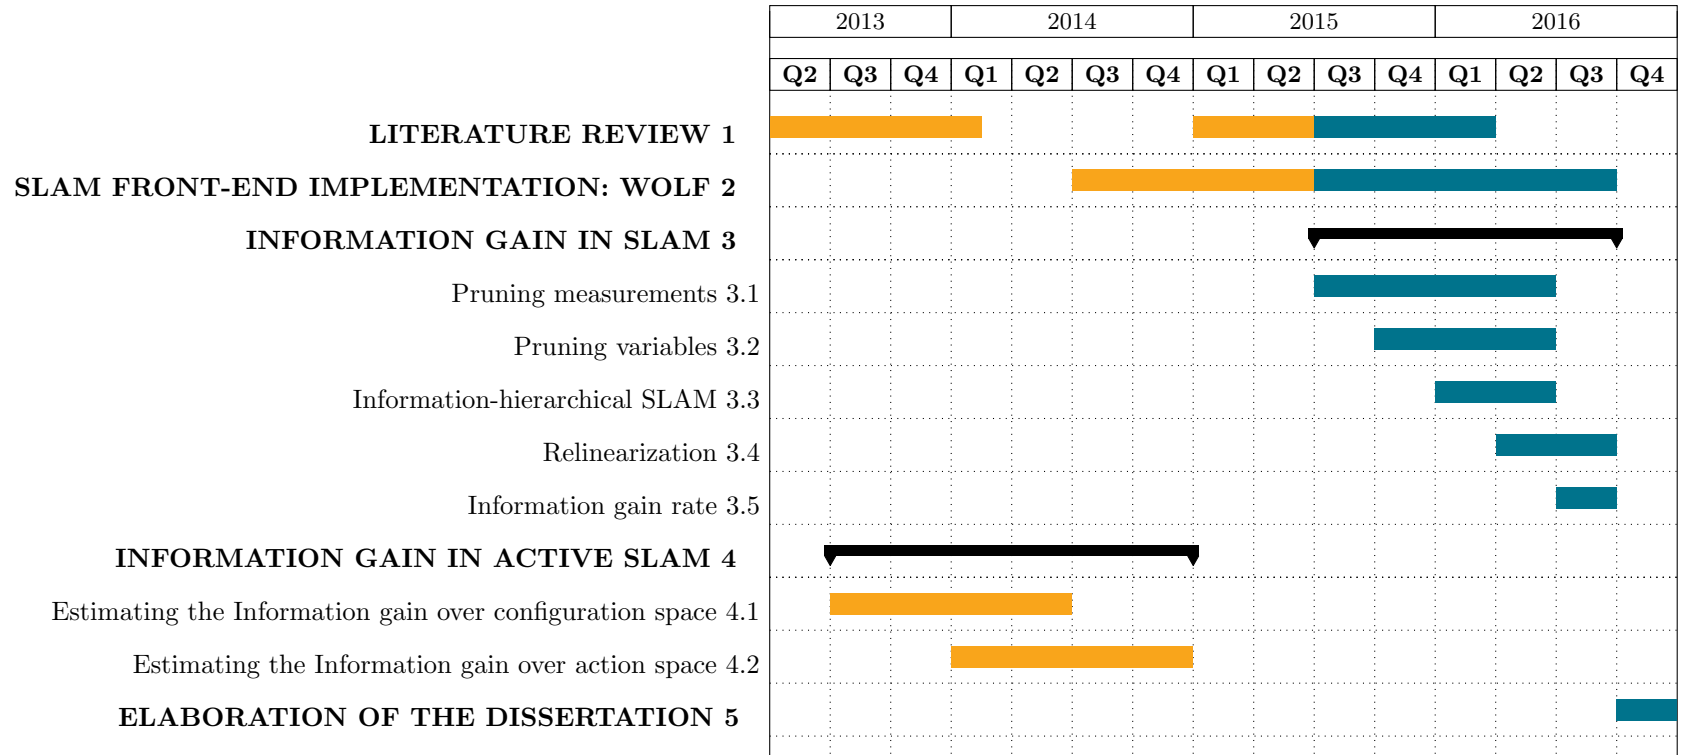 2013 2014 2015 2016
Q2 Q3 Q4 Q1 Q2 Q3 Q4 Q1 Q2 Q3 Q4 Q1 Q2 Q3 Q4
LITERATURE REVIEW 1
SLAM FRONT-END IMPLEMENTATION: WOLF 2
INFORMATION GAIN IN SLAM 3
Pruning measurements 3.1
Pruning variables 3.2
Information-hierarchical SLAM 3.3
Relinearization 3.4
Information gain rate 3.5
INFORMATION GAIN IN ACTIVE SLAM 4
Estimating the Information gain over configuration space 4.1
Estimating the Information gain over action space 4.2
ELABORATION OF THE DISSERTATION 5